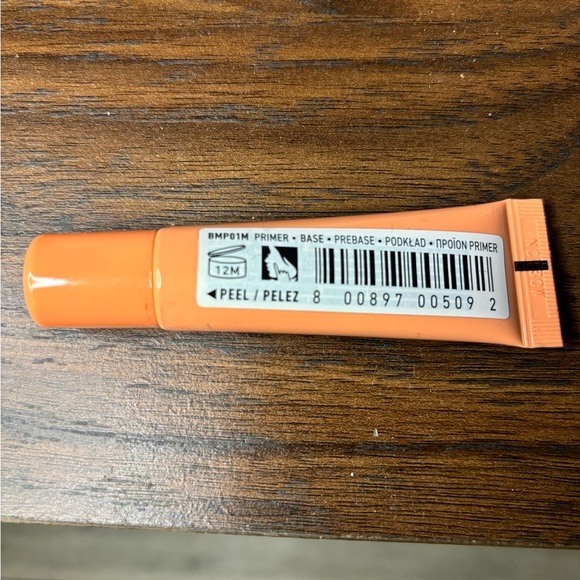 BMP01M PRIMER • BASE • PREBASE • PODKŁAD • ΠΡΟΪΟΝ PRIMER
12M
◄ PEEL / PELEZ 8 00897 00509 2